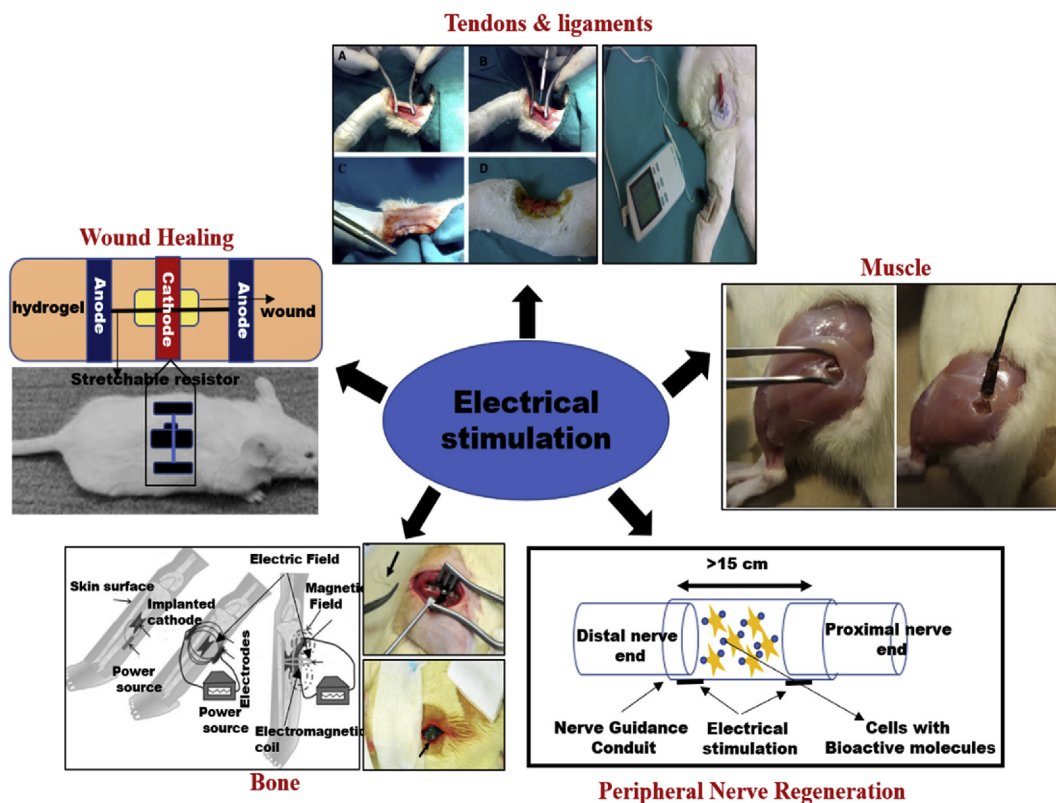 Tendons & ligaments
A
B
C
D
Wound Healing
hydrogel
Anode
Cathode
Anode
wound
Stretchable resistor
Muscle
Electrical
stimulation
Electric Field
Skin surface
Magnetic
Field
Implanted
cathode
Power
source
Electrodes
Power
source
Electromagnetic
coil
Bone
>15 cm
Distal nerve
end
Proximal nerve
end
Nerve Guidance
Conduit
Electrical
stimulation
Cells with
Bioactive molecules
Peripheral Nerve Regeneration